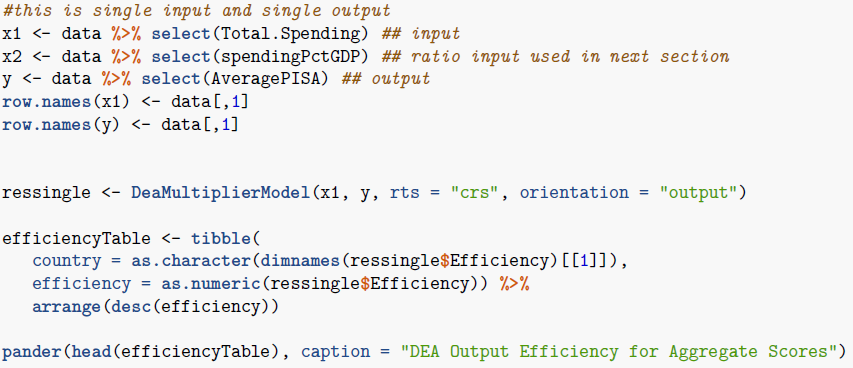 #this is single input and single output
x1 <- data %>% select(Total.Spending) ## input
x2 <- data %>% select(spendingPctGDP) ## ratio input used in next section
y <- data %>% select(AveragePISA) ## output
row.names(x1) <- data[,1]
row.names(y) <- data[,1]
ressingle <- DeaMultiplierModel(x1, y, rts = "crs", orientation = "output")
efficiencyTable <- tibble(
country = as.character(dimnames(ressingle$Efficiency)[[1]]),
efficiency = as.numeric(ressingle$Efficiency)) %>%
arrange(desc(efficiency))
pander(head(efficiencyTable), caption = "DEA Output Efficiency for Aggregate Scores")